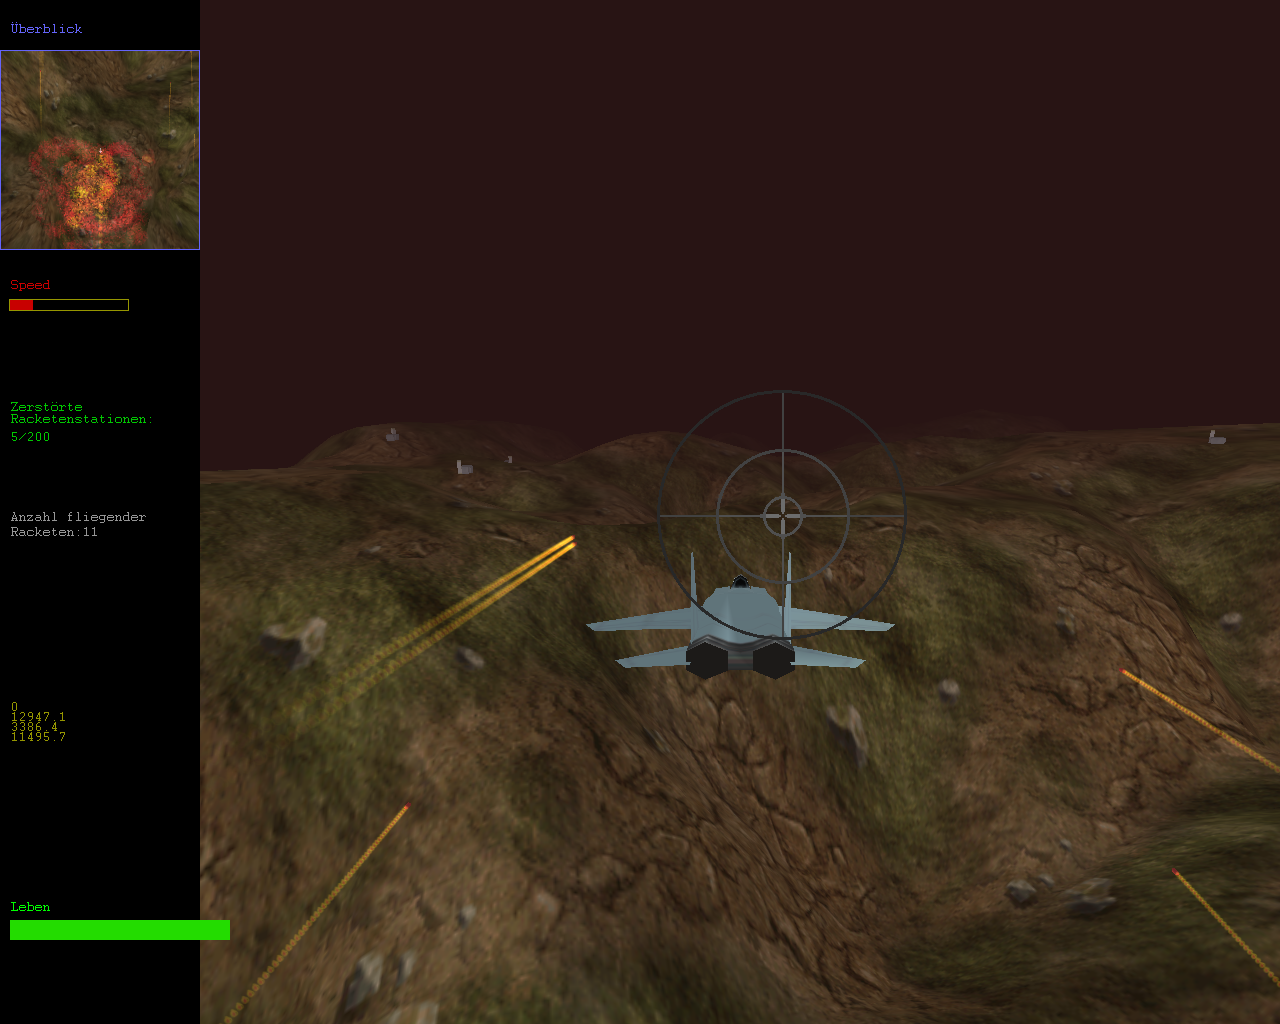 Überblick
Speed
Zerstörte
Racketenstationen:
5/200
Anzahl fliegender
Racketen:11
0
12947.1
3386.4
11495.7
Leben